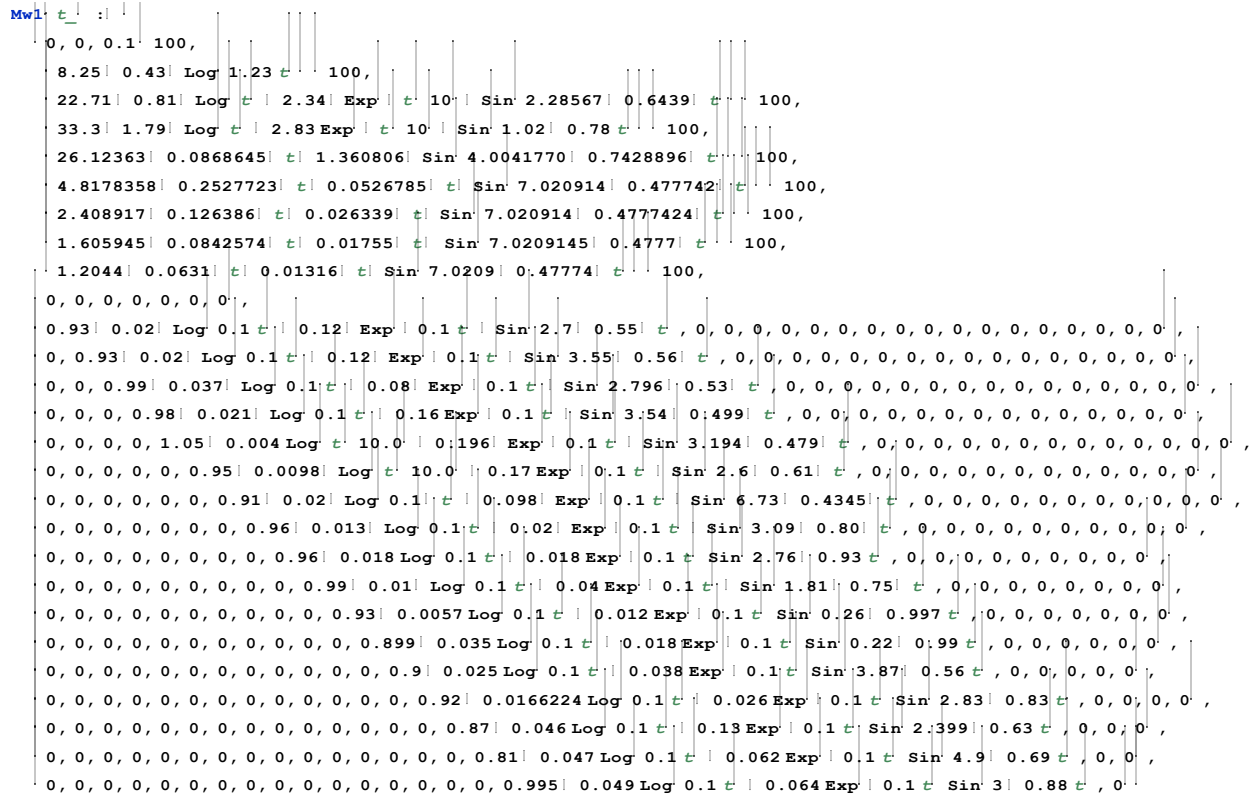 Mw1 t_ :
0, 0, 0.1 100,
8.25 0.43 Log 1.23 t 100,
22.71 0.81 Log t 2.34 Exp t 10 Sin 2.28567 0.6439 t 100,
33.3 1.79 Log t 2.83 Exp t 10 Sin 1.02 0.78 t 100,
26.12363 0.0868645 t 1.360806 Sin 4.0041770 0.7428896 t 100,
4.8178358 0.2527723 t 0.0526785 t Sin 7.020914 0.477742 t 100,
2.408917 0.126386 t 0.026339 t Sin 7.020914 0.4777424 t 100,
1.605945 0.0842574 t 0.01755 t Sin 7.0209145 0.4777 t 100,
1.2044 0.0631 t 0.01316 t Sin 7.0209 0.47774 t 100,
0, 0, 0, 0, 0, 0, 0 ,
0.93 0.02 Log 0.1 t 0.12 Exp 0.1 t Sin 2.7 0.55 t , 0, 0, 0, 0, 0, 0, 0, 0, 0, 0, 0, 0, 0, 0, 0, 0, 0 ,
0, 0.93 0.02 Log 0.1 t 0.12 Exp 0.1 t Sin 3.55 0.56 t , 0, 0, 0, 0, 0, 0, 0, 0, 0, 0, 0, 0, 0, 0, 0, 0 ,
0, 0, 0.99 0.037 Log 0.1 t 0.08 Exp 0.1 t Sin 2.796 0.53 t , 0, 0, 0, 0, 0, 0, 0, 0, 0, 0, 0, 0, 0, 0, 0 ,
0, 0, 0, 0.98 0.021 Log 0.1 t 0.16 Exp 0.1 t Sin 3.54 0.499 t , 0, 0, 0, 0, 0, 0, 0, 0, 0, 0, 0, 0, 0, 0 ,
0, 0, 0, 0, 1.05 0.004 Log t 10.0 0.196 Exp 0.1 t Sin 3.194 0.479 t , 0, 0, 0, 0, 0, 0, 0, 0, 0, 0, 0, 0, 0 ,
0, 0, 0, 0, 0, 0.95 0.0098 Log t 10.0 0.17 Exp 0.1 t Sin 2.6 0.61 t , 0, 0, 0, 0, 0, 0, 0, 0, 0, 0, 0, 0 ,
0, 0, 0, 0, 0, 0, 0.91 0.02 Log 0.1 t 0.098 Exp 0.1 t Sin 6.73 0.4345 t , 0, 0, 0, 0, 0, 0, 0, 0, 0, 0, 0 ,
0, 0, 0, 0, 0, 0, 0, 0.96 0.013 Log 0.1 t 0.02 Exp 0.1 t Sin 3.09 0.80 t , 0, 0, 0, 0, 0, 0, 0, 0, 0, 0 ,
0, 0, 0, 0, 0, 0, 0, 0, 0.96 0.018 Log 0.1 t 0.018 Exp 0.1 t Sin 2.76 0.93 t , 0, 0, 0, 0, 0, 0, 0, 0, 0 ,
0, 0, 0, 0, 0, 0, 0, 0, 0, 0.99 0.01 Log 0.1 t 0.04 Exp 0.1 t Sin 1.81 0.75 t , 0, 0, 0, 0, 0, 0, 0, 0 ,
0, 0, 0, 0, 0, 0, 0, 0, 0, 0, 0.93 0.0057 Log 0.1 t 0.012 Exp 0.1 t Sin 0.26 0.997 t , 0, 0, 0, 0, 0, 0, 0 ,
0, 0, 0, 0, 0, 0, 0, 0, 0, 0, 0, 0.899 0.035 Log 0.1 t 0.018 Exp 0.1 t Sin 0.22 0.99 t , 0, 0, 0, 0, 0, 0 ,
0, 0, 0, 0, 0, 0, 0, 0, 0, 0, 0, 0, 0.9 0.025 Log 0.1 t 0.038 Exp 0.1 t Sin 3.87 0.56 t , 0, 0, 0, 0, 0 ,
0, 0, 0, 0, 0, 0, 0, 0, 0, 0, 0, 0, 0, 0.92 0.0166224 Log 0.1 t 0.026 Exp 0.1 t Sin 2.83 0.83 t , 0, 0, 0, 0 ,
0, 0, 0, 0, 0, 0, 0, 0, 0, 0, 0, 0, 0, 0, 0.87 0.046 Log 0.1 t 0.13 Exp 0.1 t Sin 2.399 0.63 t , 0, 0, 0 ,
0, 0, 0, 0, 0, 0, 0, 0, 0, 0, 0, 0, 0, 0, 0, 0.81 0.047 Log 0.1 t 0.062 Exp 0.1 t Sin 4.9 0.69 t , 0, 0 ,
0, 0, 0, 0, 0, 0, 0, 0, 0, 0, 0, 0, 0, 0, 0, 0, 0.995 0.049 Log 0.1 t 0.064 Exp 0.1 t Sin 3 0.88 t , 0